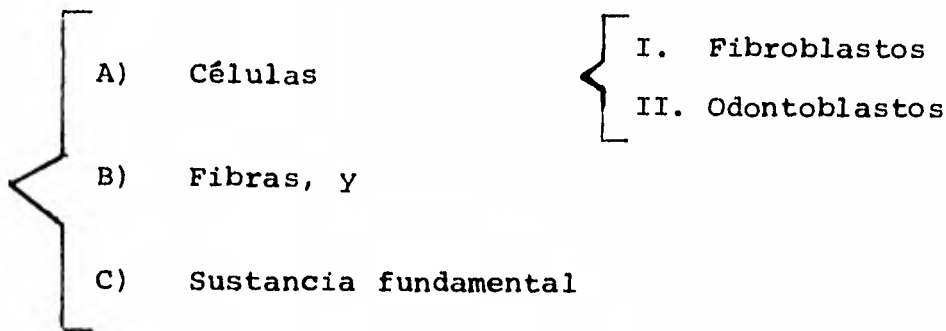 I. Fibroblastos
A) Células
II. Odontoblastos
B) Fibras, y
C) Sustancia fundamental